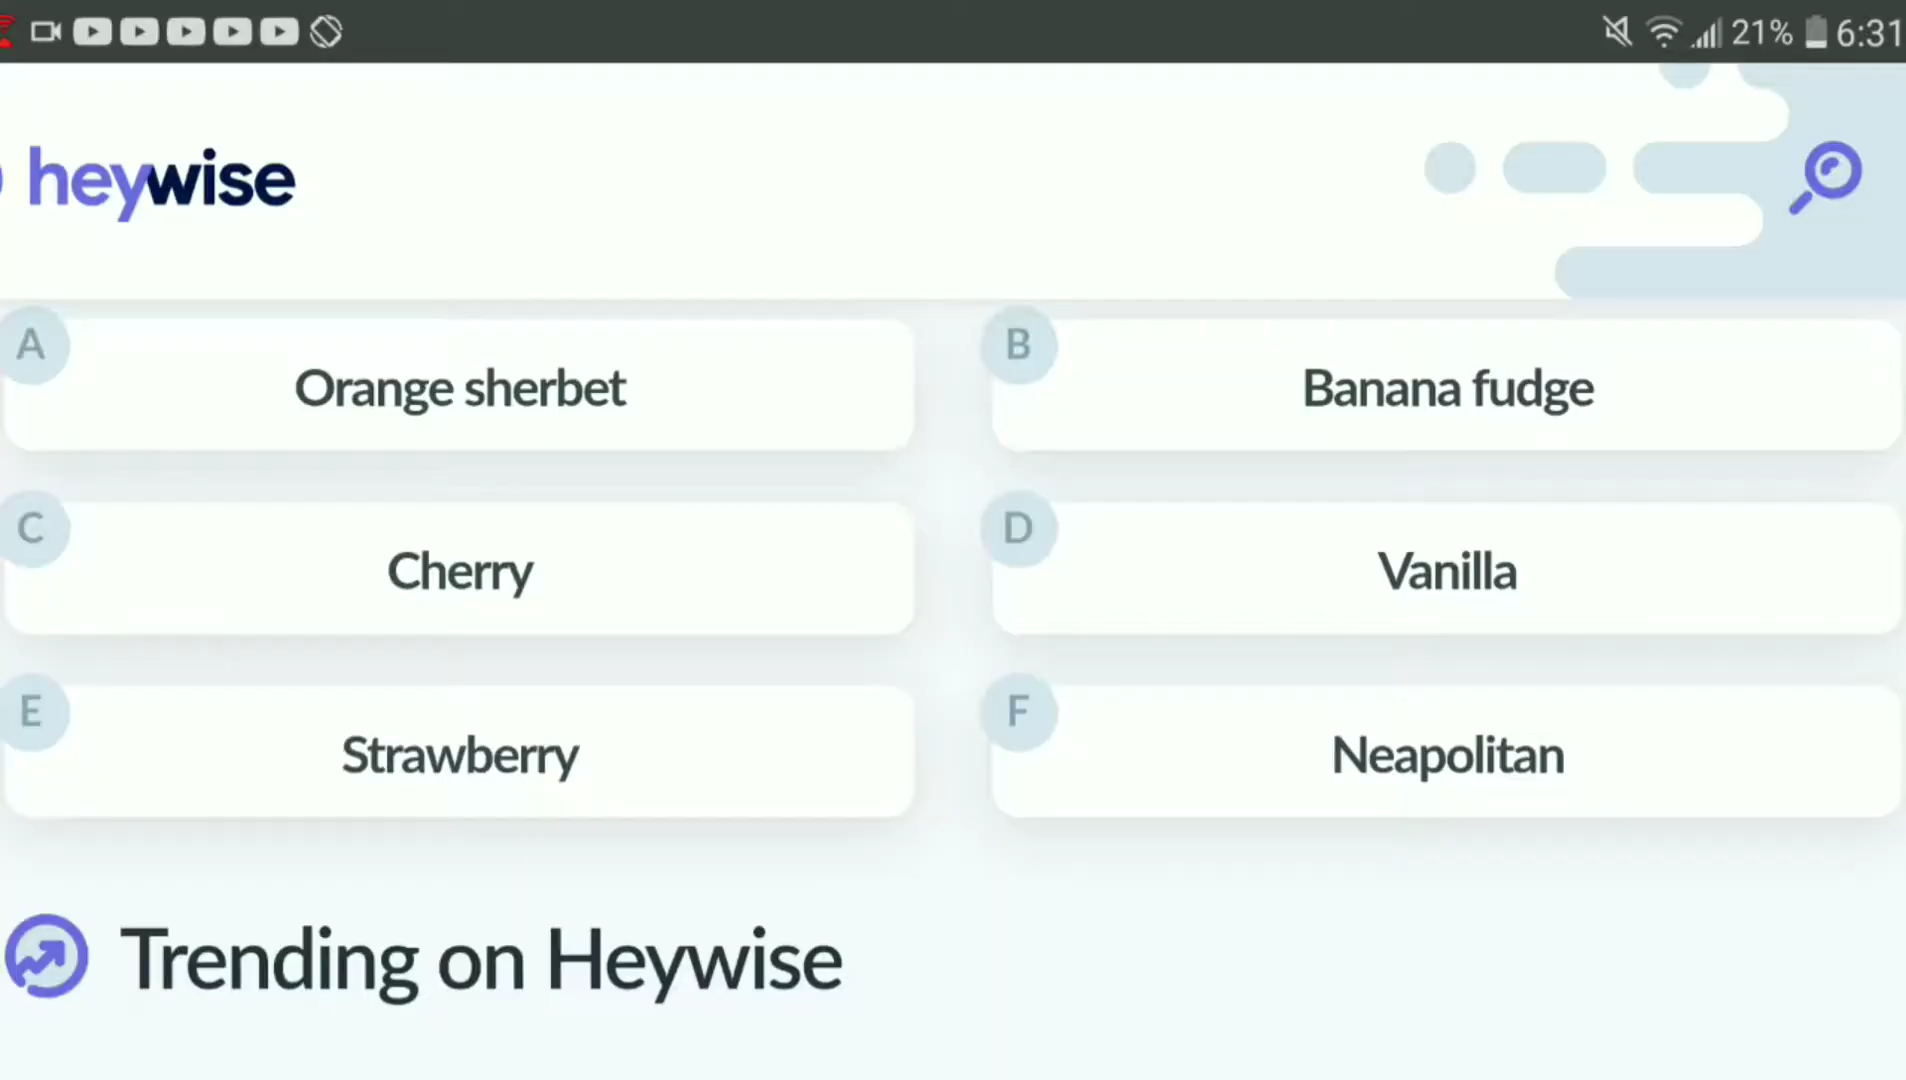 21% 6:31
heywise
A
Orange sherbet
B
Banana fudge
C
Cherry
D
Vanilla
E
Strawberry
F
Neapolitan
Trending on Heywise